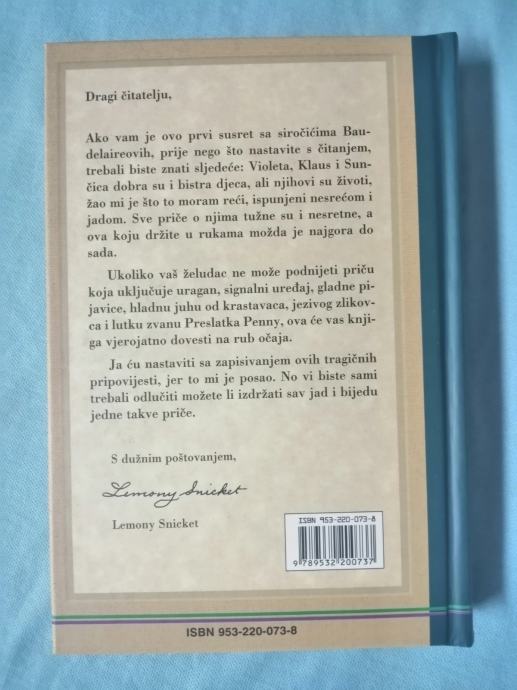 Dragi čitatelju,
Ako vam je ovo prvi susret sa siročićima Bau-
delaireovih, prije nego što nastavite s čitanjem,
trebali biste znati sljedeće: Violeta, Klaus i Sun-
čica dobra su i bistra djeca, ali njihovi su životi,
žao mi je što to moram reći, ispunjeni nesrećom i
jadom. Sve priče o njima tužne su i nesretne, a
ova koju držite u rukama možda je najgora do
sada.
Ukoliko vaš želudac ne može podnijeti priču
koja uključuje uragan, signalni uređaj, gladne pi-
javice, hladnu juhu od krastavaca, jezivog zlikov-
ca i lutku zvanu Preslatka Penny, ova će vas knji-
ga vjerojatno dovesti na rub očaja.
Ja ću nastaviti sa zapisivanjem ovih tragičnih
pripovijesti, jer to mi je posao. No vi biste sami
trebali odlučiti možete li izdržati sav jad i bijedu
jedne takve priče.
S dužnim poštovanjem,
Lemony Snicket
Lemony Snicket
ISBN 953-220-073-8
9 789532 200737
ISBN 953-220-073-8